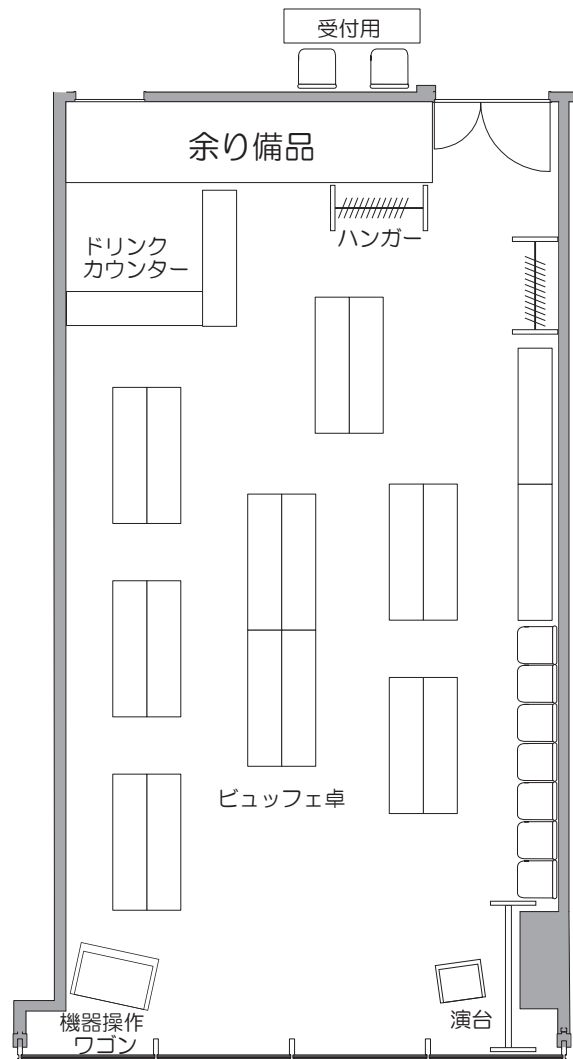 受付用
余り備品
ハンガー
ドリンク
カウンター
ビュッフェ卓
機器操作
ワゴン
演台